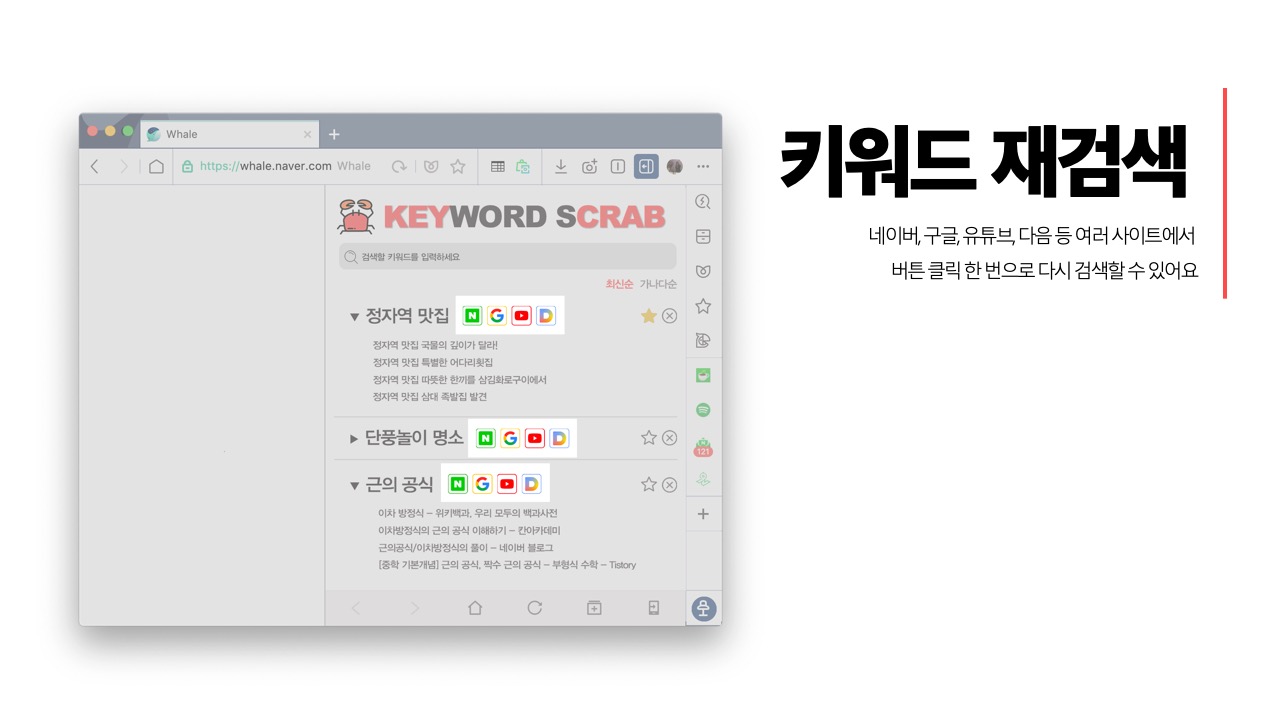 키워드 재검색
네이버, 구글, 유튜브, 다음 등 여러 사이트에서
버튼 클릭 한 번으로 다시 검색할 수 있어요
Whale
https://whale.naver.com Whale
KEYWORD SCRAB
검색할 키워드를 입력하세요
최신순 가나다순
정자역 맛집
정자역 맛집 국물의 깊이가 달라!
정자역 맛집 특별한 어다리횟집
정자역 맛집 따뜻한 한끼를 삼김화로구이에서
정자역 맛집 삼대 족발집 발견
단풍놀이 명소
근의 공식
이차 방정식 – 위키백과, 우리 모두의 백과사전
이차방정식의 근의 공식 이해하기 – 칸아카데미
근의공식/이차방정식의 풀이 – 네이버 블로그
[중학 기본개념] 근의 공식, 짝수 근의 공식 – 부형식 수학 – Tistory
121